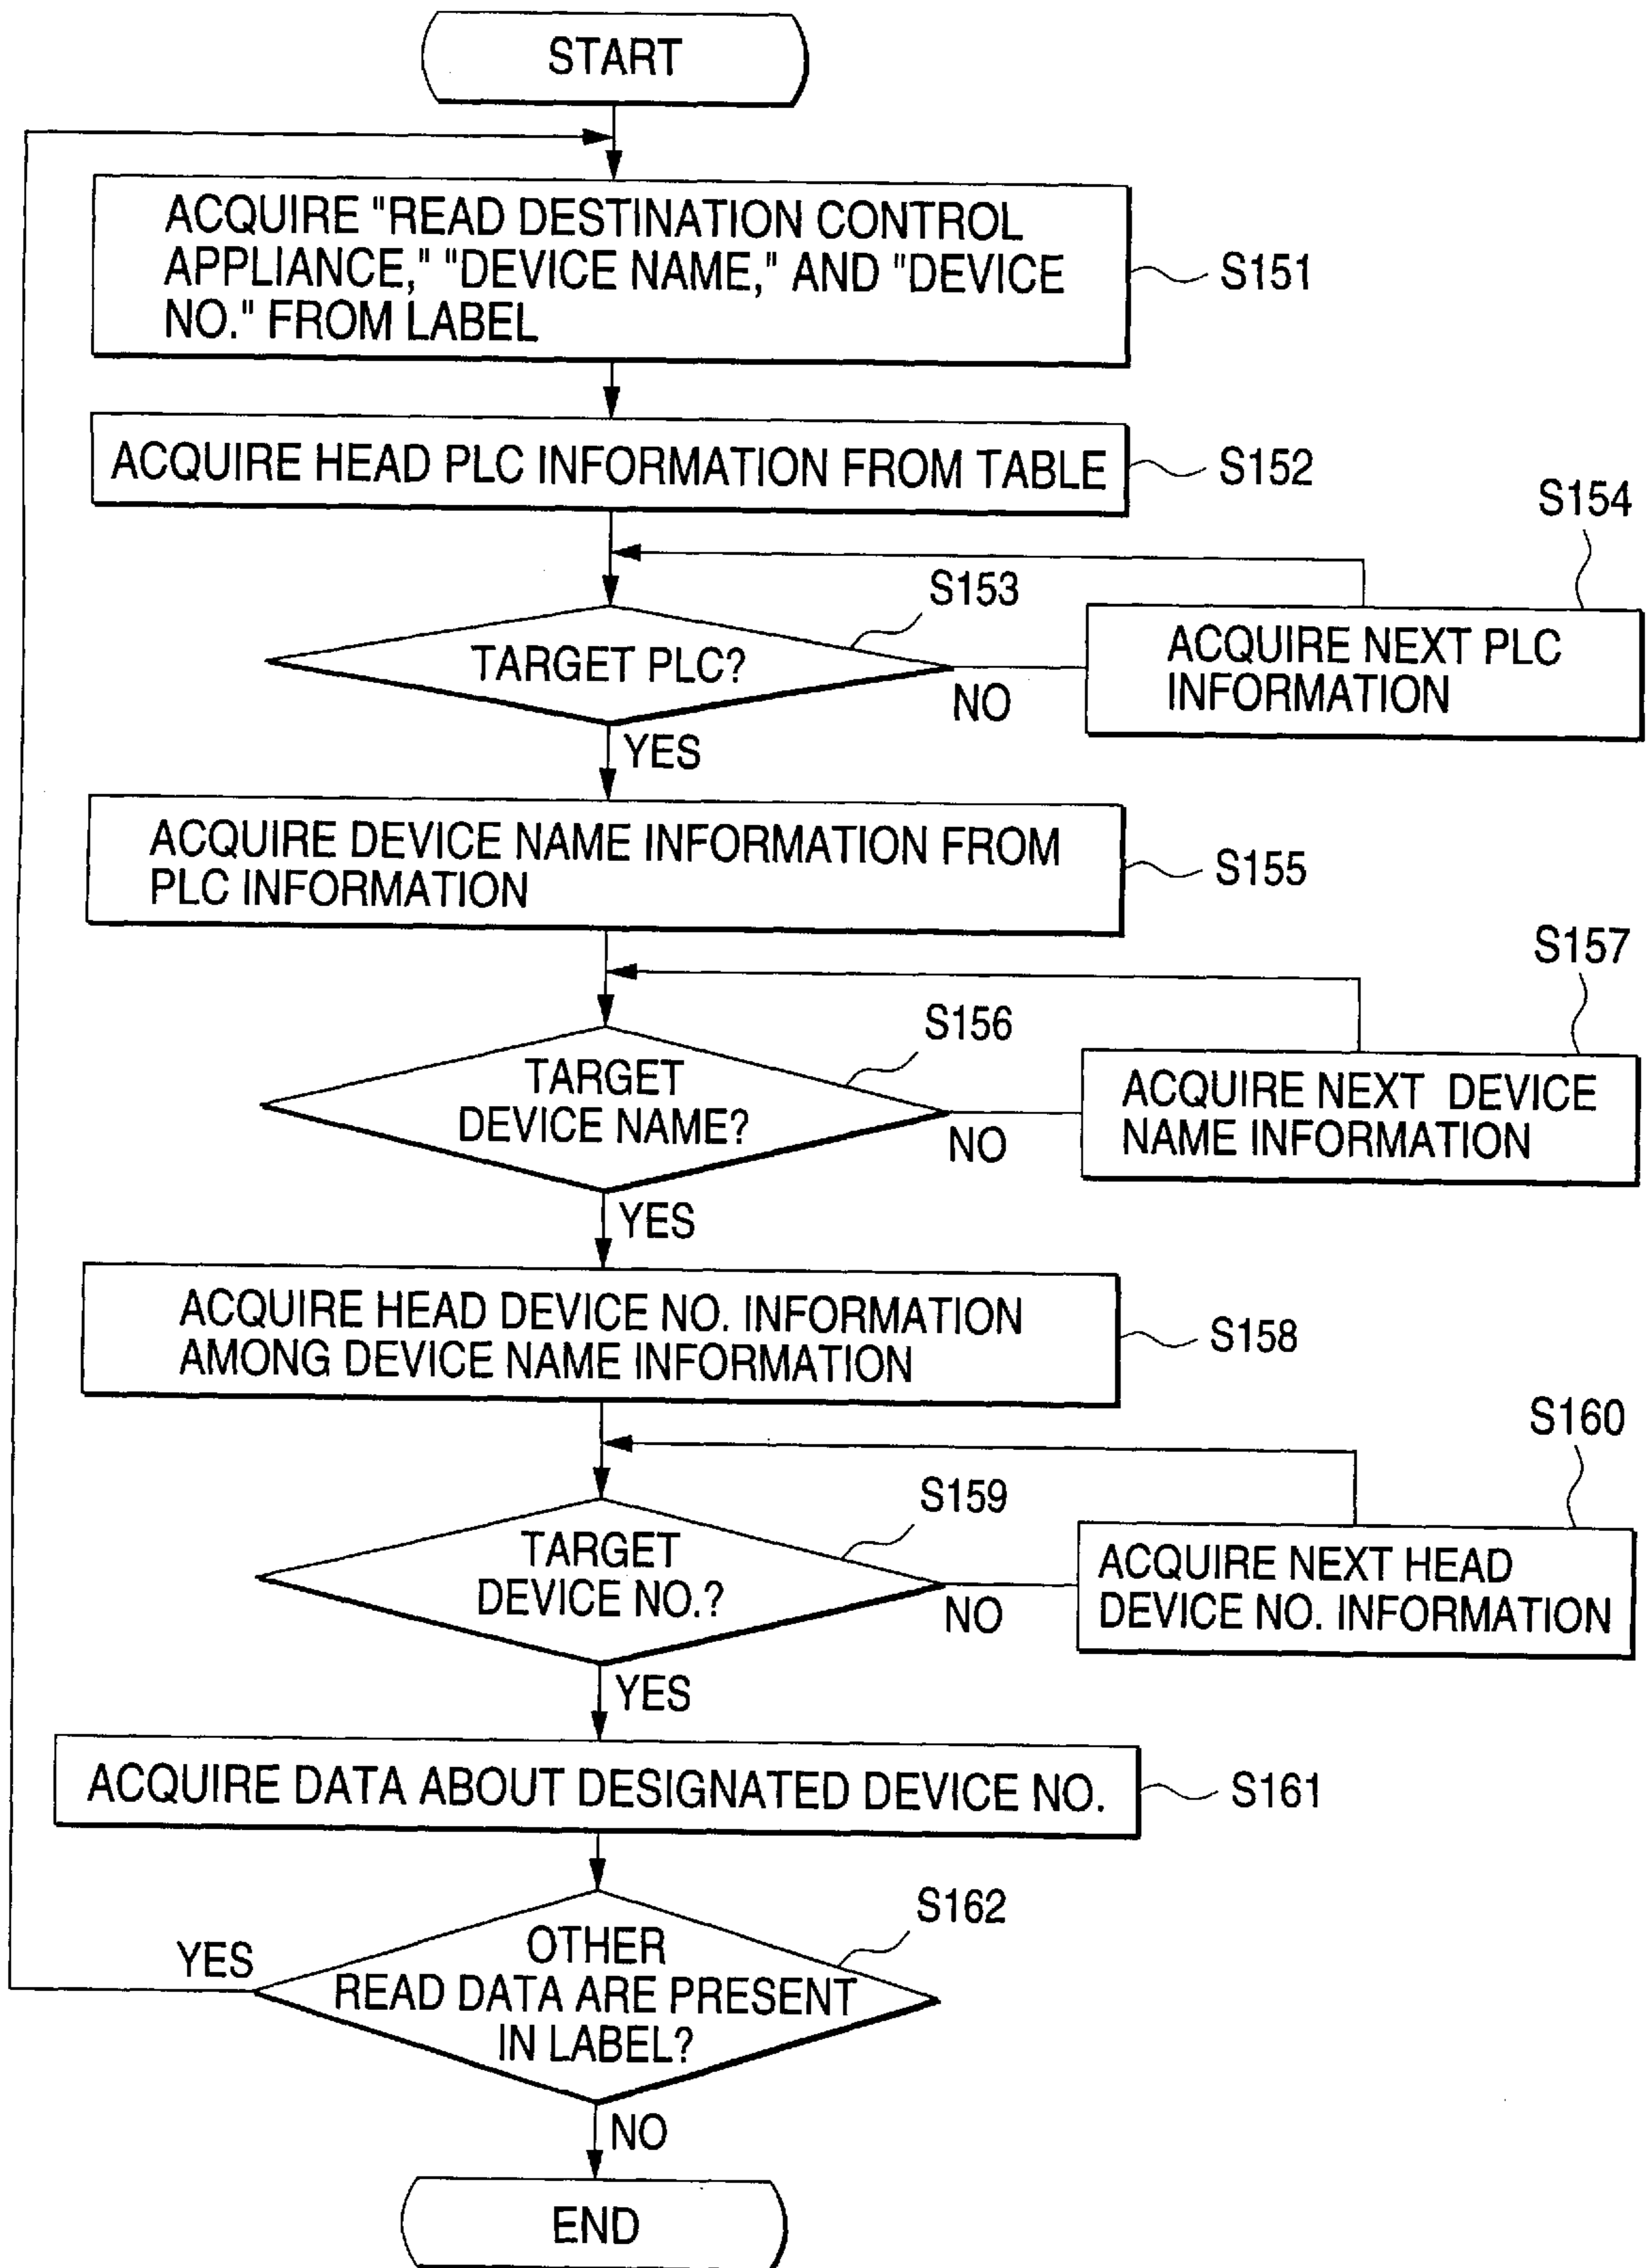 START
ACQUIRE "READ DESTINATION CONTROL
APPLIANCE," "DEVICE NAME," AND "DEVICE
NO." FROM LABEL
S151
ACQUIRE HEAD PLC INFORMATION FROM TABLE
S152
S153
TARGET PLC?
NO
YES
S154
ACQUIRE NEXT PLC
INFORMATION
ACQUIRE DEVICE NAME INFORMATION FROM
PLC INFORMATION
S155
S156
TARGET
DEVICE NAME?
NO
YES
S157
ACQUIRE NEXT DEVICE
NAME INFORMATION
ACQUIRE HEAD DEVICE NO. INFORMATION
AMONG DEVICE NAME INFORMATION
S158
S159
TARGET
DEVICE NO.?
NO
YES
S160
ACQUIRE NEXT HEAD
DEVICE NO. INFORMATION
ACQUIRE DATA ABOUT DESIGNATED DEVICE NO.
S161
S162
OTHER
READ DATA ARE PRESENT
IN LABEL?
YES
NO
END